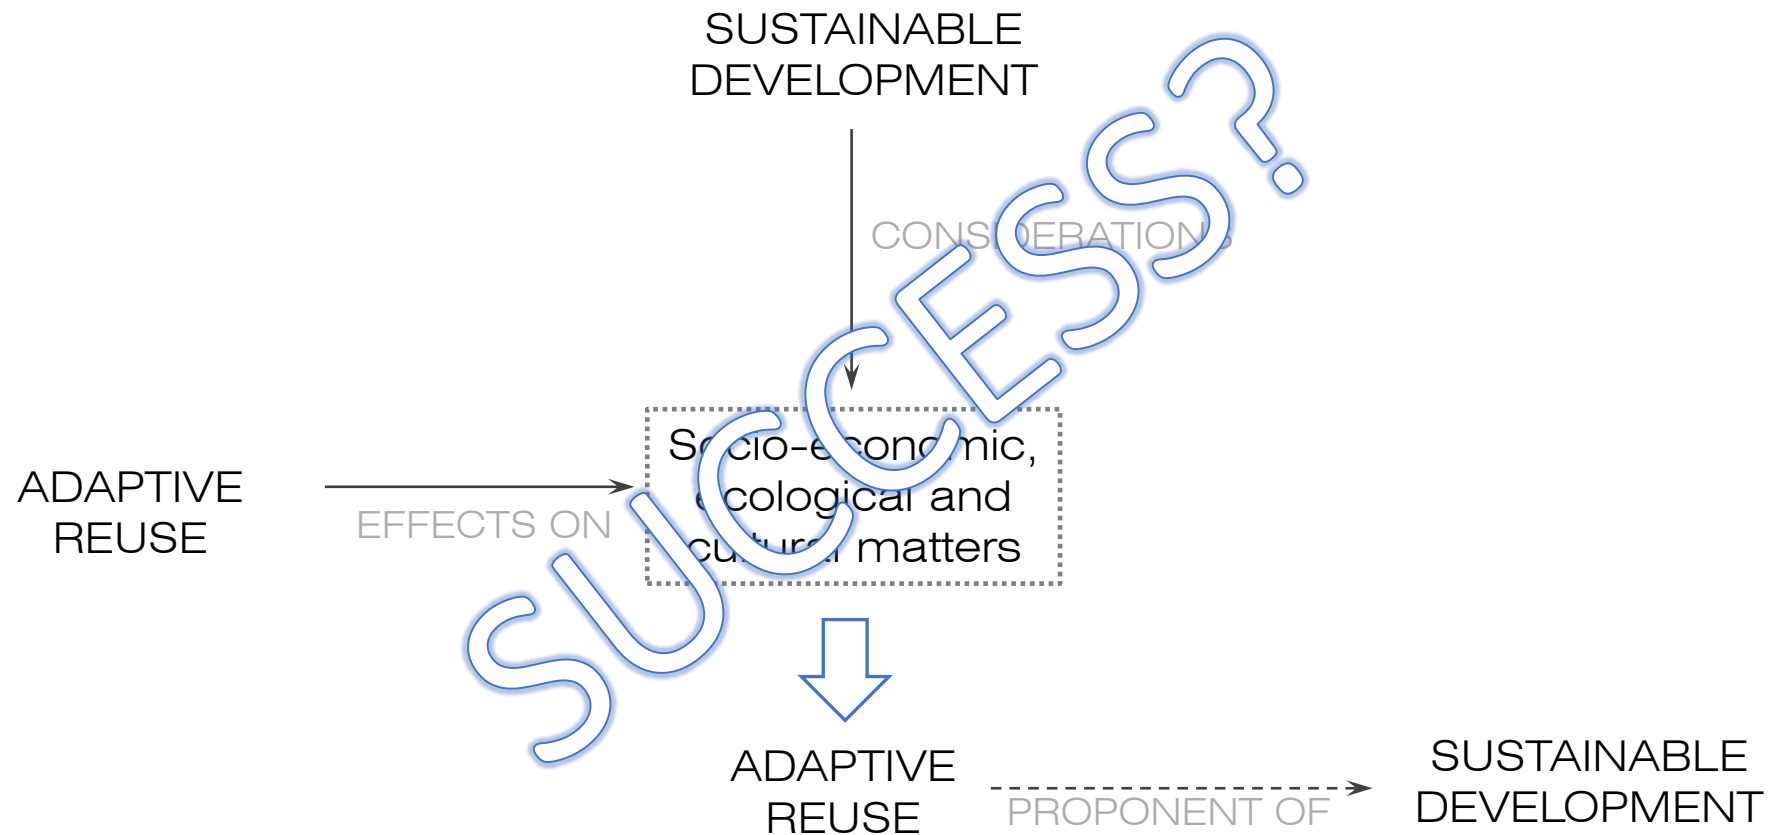 SUSTAINABLE
DEVELOPMENT
CONSIDERATIONS
SUCCESS?
Socio-economic,
ecological and
cultural matters
ADAPTIVE
REUSE
EFFECTS ON
ADAPTIVE
REUSE
PROPONENT OF
SUSTAINABLE
DEVELOPMENT